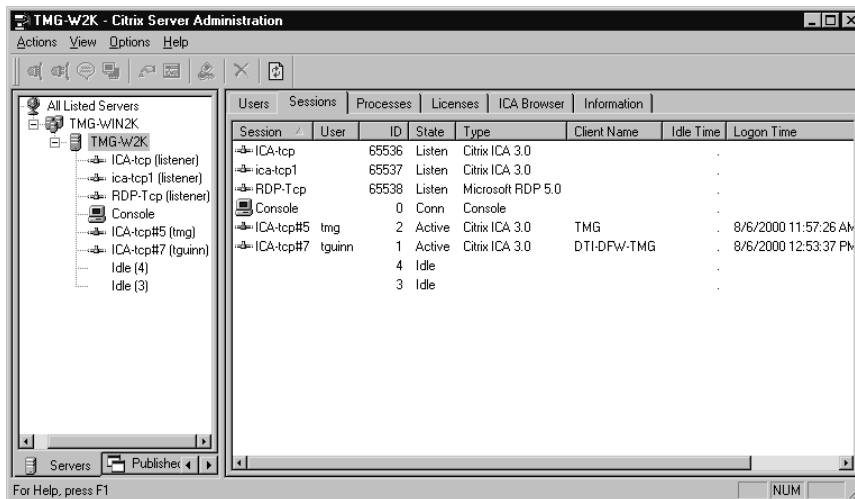 TMG-W2K - Citrix Server Administration
Actions View Options Help
All Listed Servers
TMG-WIN2K
TMG-W2K
ICA-tcp (listener)
ica-tcp1 (listener)
RDP-Tcp (listener)
Console
ICA-tcp#5 (tmg)
ICA-tcp#7 (tguinn)
Idle (4)
Idle (3)
Servers Published
Users Sessions Processes Licenses ICA Browser Information
Session User ID State Type Client Name Idle Time Logon Time
ICA-tcp 65536 Listen Citrix ICA 3.0 .
ica-tcp1 65537 Listen Citrix ICA 3.0 .
RDP-Tcp 65538 Listen Microsoft RDP 5.0 .
Console 0 Conn Console .
ICA-tcp#5 tmg 2 Active Citrix ICA 3.0 TMG . 8/6/2000 11:57:26 AM
ICA-tcp#7 tguinn 1 Active Citrix ICA 3.0 DTI-DFW-TMG . 8/6/2000 12:53:37 PM
4 Idle .
3 Idle .
For Help, press F1
NUM